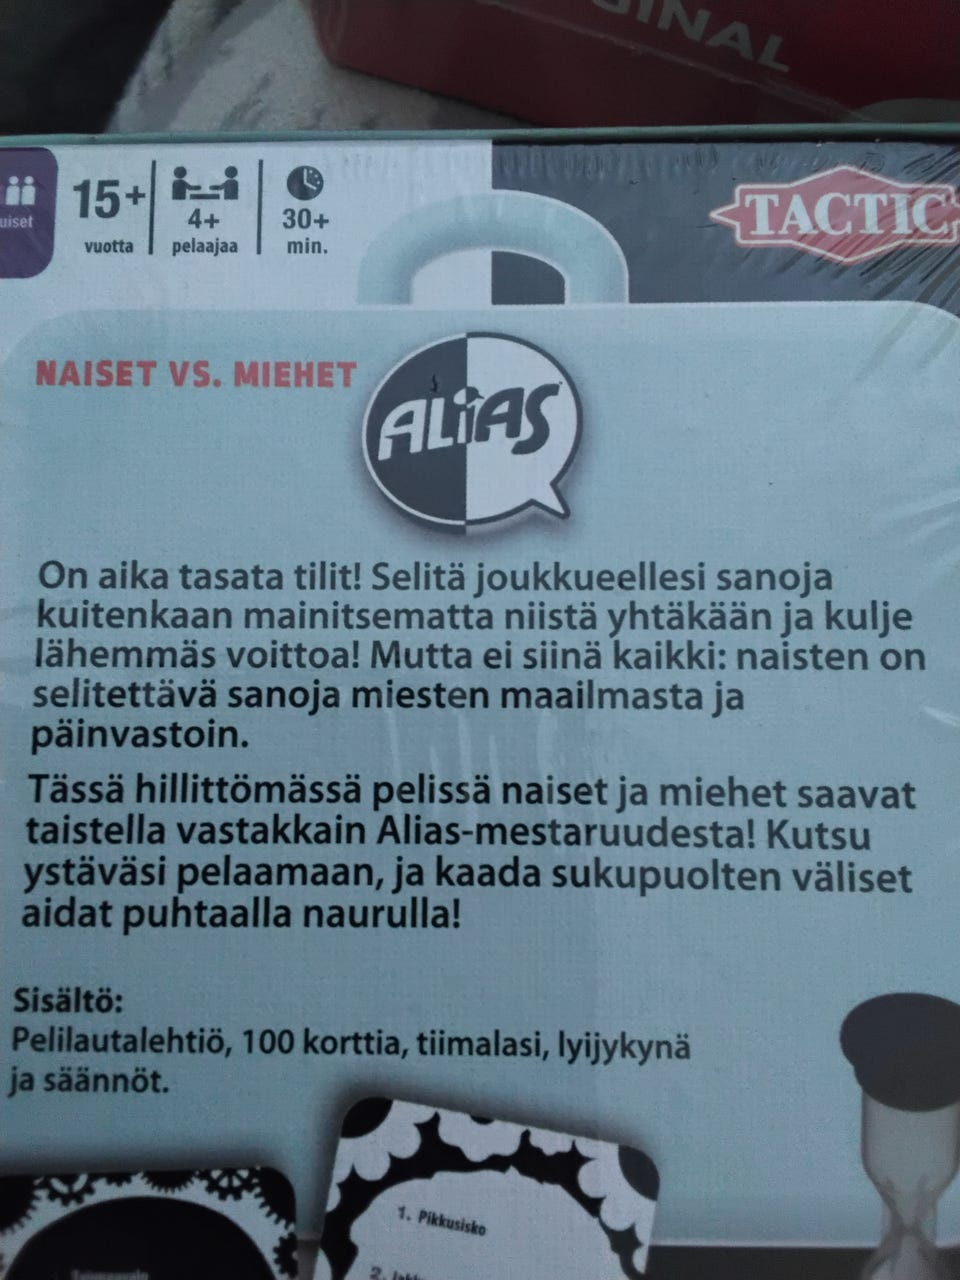 15+
vuotta
4+
pelaajaa
30+
min.
TACTIC
NAISET VS. MIEHET
ALIAS
On aika tasata tilit! Selitä joukkueellesi sanoja
kuitenkaan mainitsematta niistä yhtäkään ja kulje
lähemmäs voittoa! Mutta ei siinä kaikki: naisten on
selitettävä sanoja miesten maailmasta ja
päinvastoin.
Tässä hillittömässä pelissä naiset ja miehet saavat
taistella vastakkain Alias-mestaruudesta! Kutsu
ystäväsi pelaamaan, ja kaada sukupuolten väliset
aidat puhtaalla naurulla!
Sisältö:
Pelilautalehtiö, 100 korttia, tiimalasi, lyijykynä
ja säännöt.
1. Pikkusisko
2.